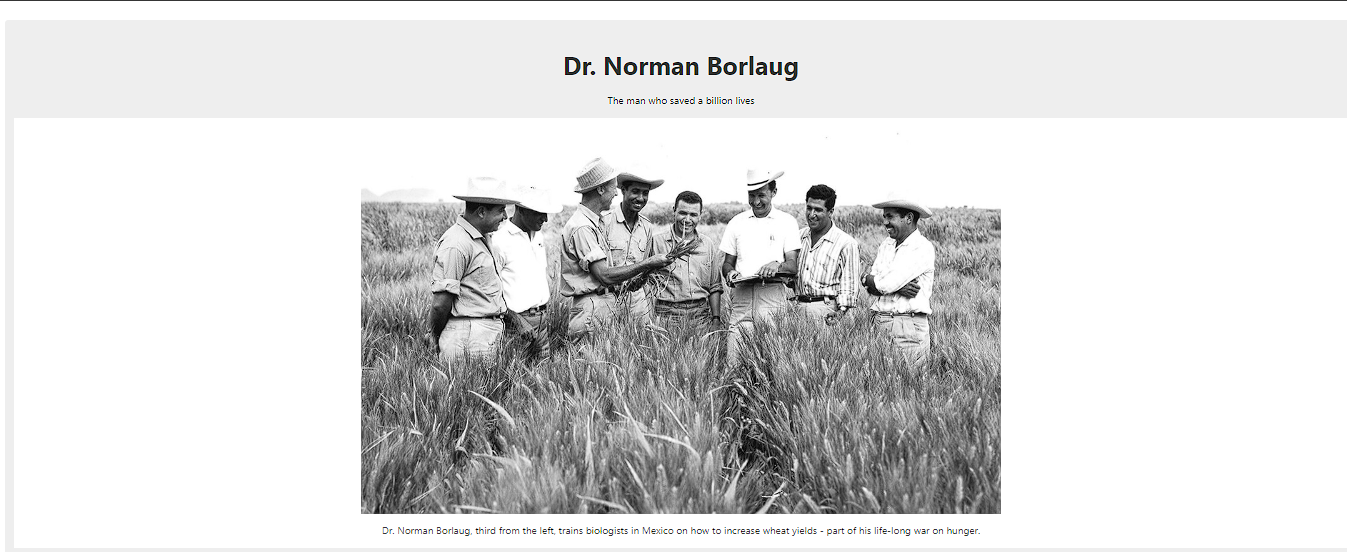 Dr. Norman Borlaug
The man who saved a billion lives
Dr. Norman Borlaug, third from the left, trains biologists in Mexico on how to increase wheat yields - part of his life-long war on hunger.